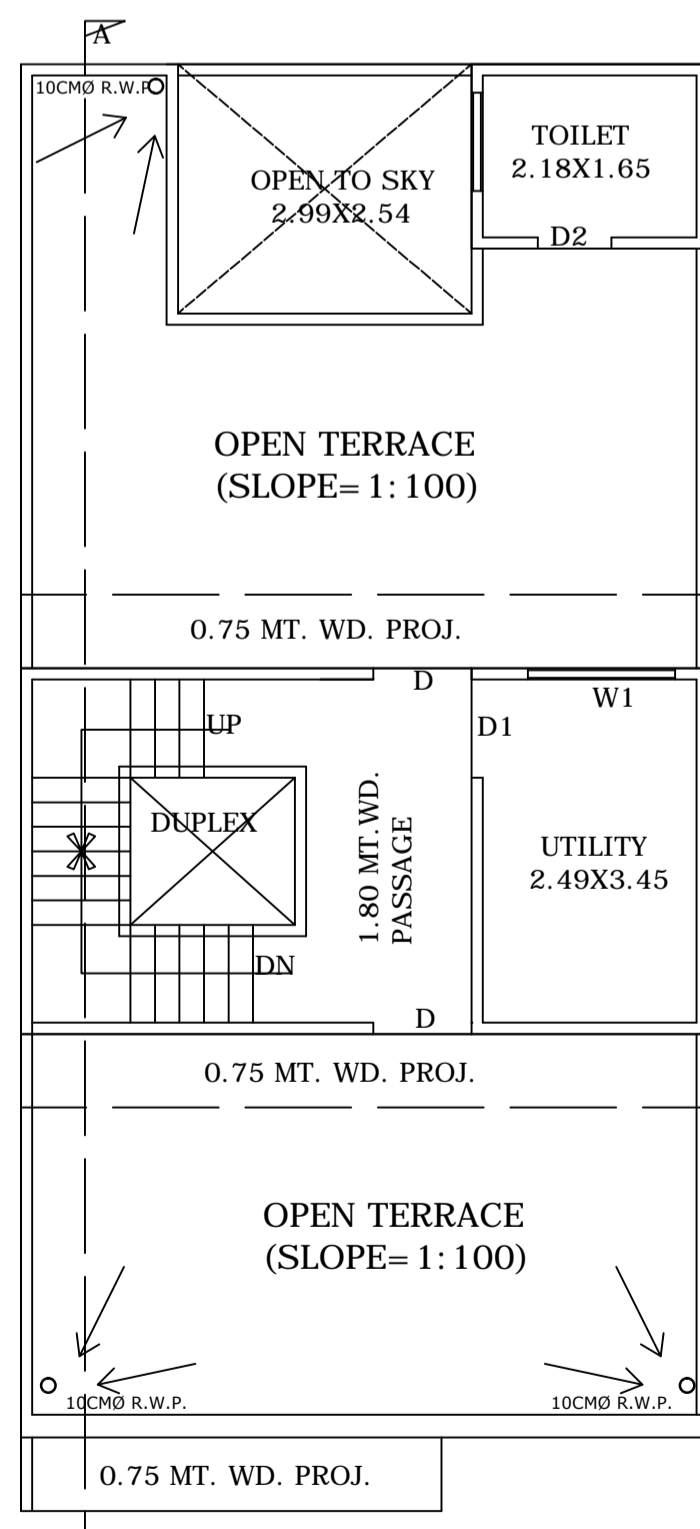 A
10CMØ R.W.P
TOILET
2.18X1.65
OPEN TO SKY
2.99X2.54
D2
OPEN TERRACE
(SLOPE= 1: 100)
0.75 MT. WD. PROJ.
D
W1
UP
D1
DUPLEX
1.80 MT.WD.
PASSAGE
UTILITY
2.49X3.45
DN
D
0.75 MT. WD. PROJ.
OPEN TERRACE
(SLOPE= 1: 100)
10CMØ R.W.P.
10CMØ R.W.P.
0.75 MT. WD. PROJ.